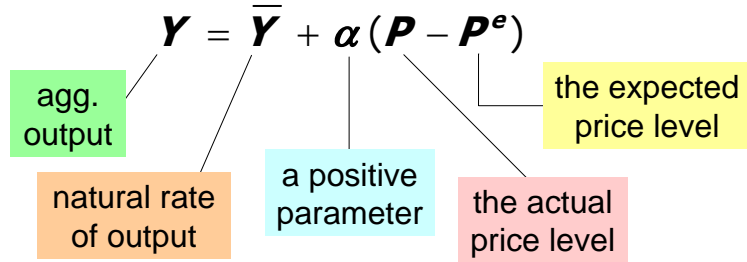 Y = Y̅ + α (P − Pᵉ)
agg.
output
natural rate
of output
a positive
parameter
the actual
price level
the expected
price level